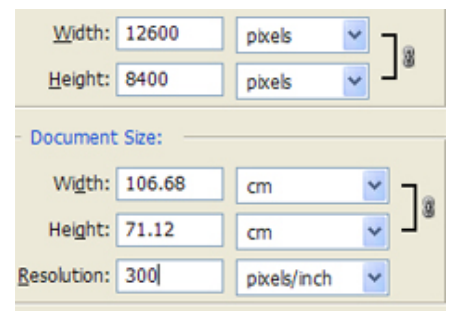 Width: 12600 pixels
Height: 8400 pixels
Document Size:
Width: 106.68 cm
Height: 71.12 cm
Resolution: 300 pixels/inch